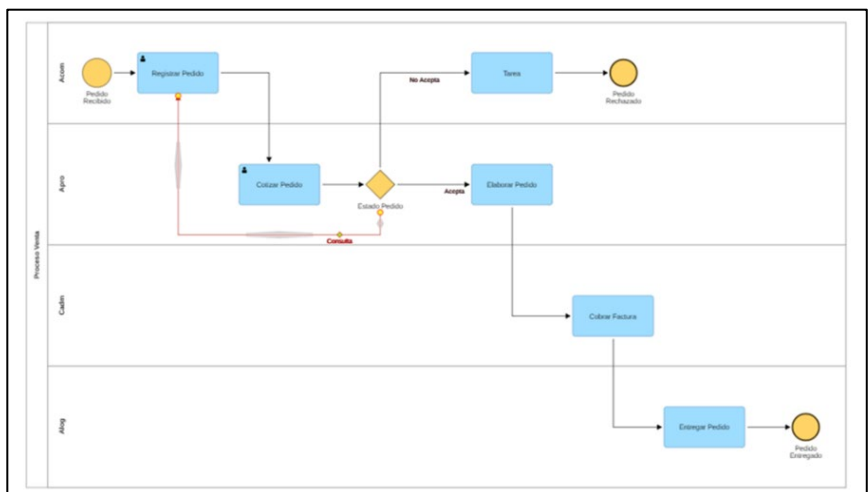 Proceso Venta
Acom
Pedido
Recibido
Registrar Pedido
No Acepta
Tarea
Pedido
Rechazado
Apro
Cotizar Pedido
Estado Pedido
Acepta
Elaborar Pedido
Consulta
Cadm
Cobrar Factura
Alog
Entregar Pedido
Pedido
Entregado